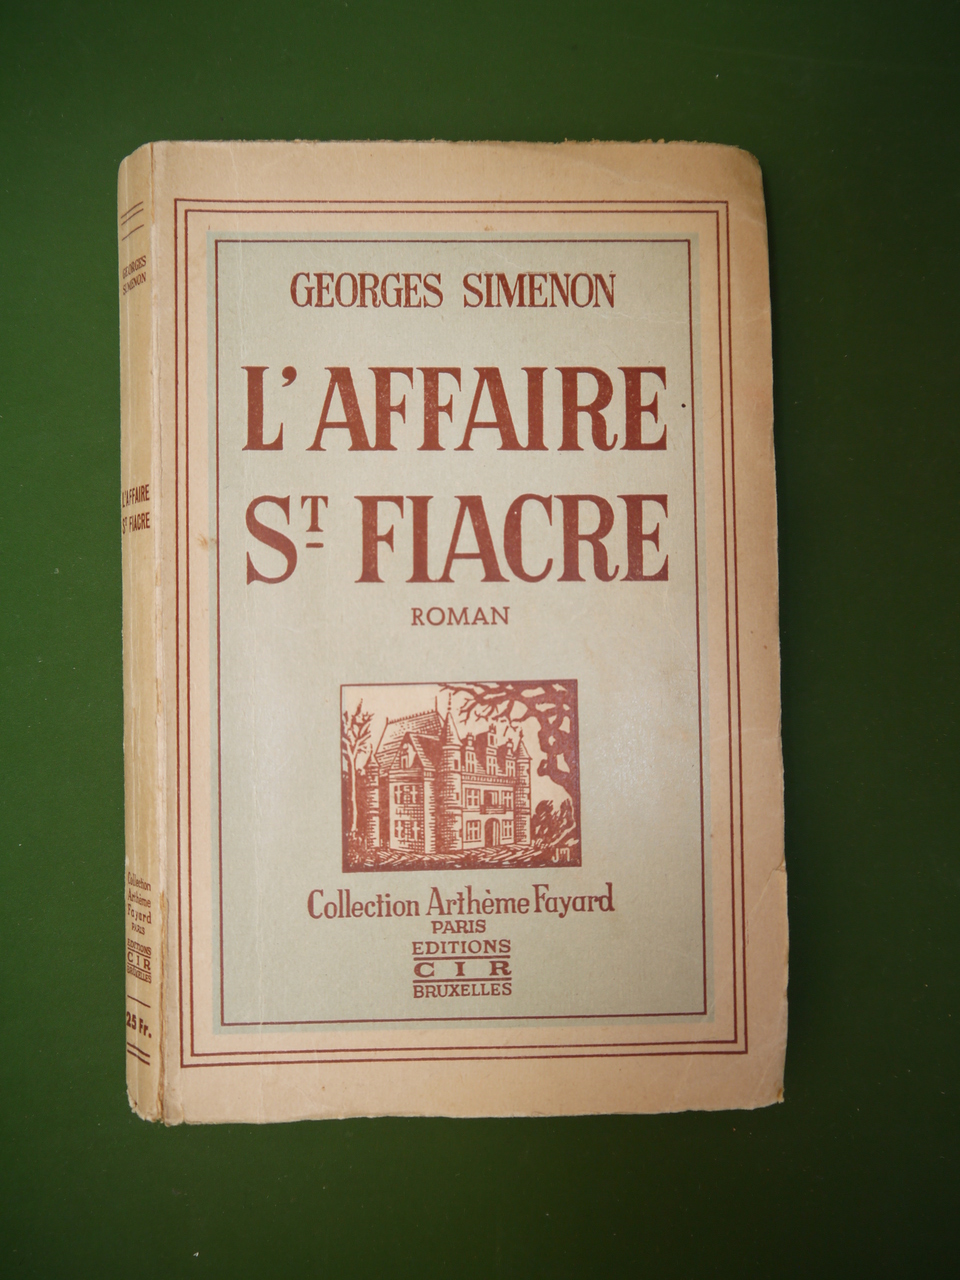 GEORGES SIMENON
L'AFFAIRE
ST FIACRE
ROMAN
JM
Collection Arthème Fayard
PARIS
EDITIONS
CIR
BRUXELLES
GEORGES
SIMENON
L'AFFAIRE
ST FIACRE
Collection
Arthème
Fayard
PARIS
EDITIONS
CIR
BRUXELLES
25 Fr.